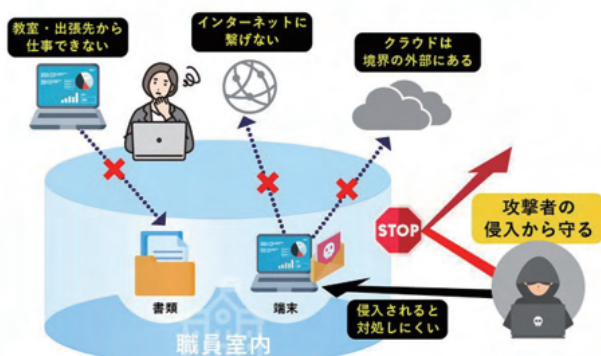 教室・出張先から
仕事できない
インターネットに
繋げない
クラウドは
境界の外部にある
STOP
攻撃者の
侵入から守る
書類
端末
侵入されると
対処しにくい
職員室内